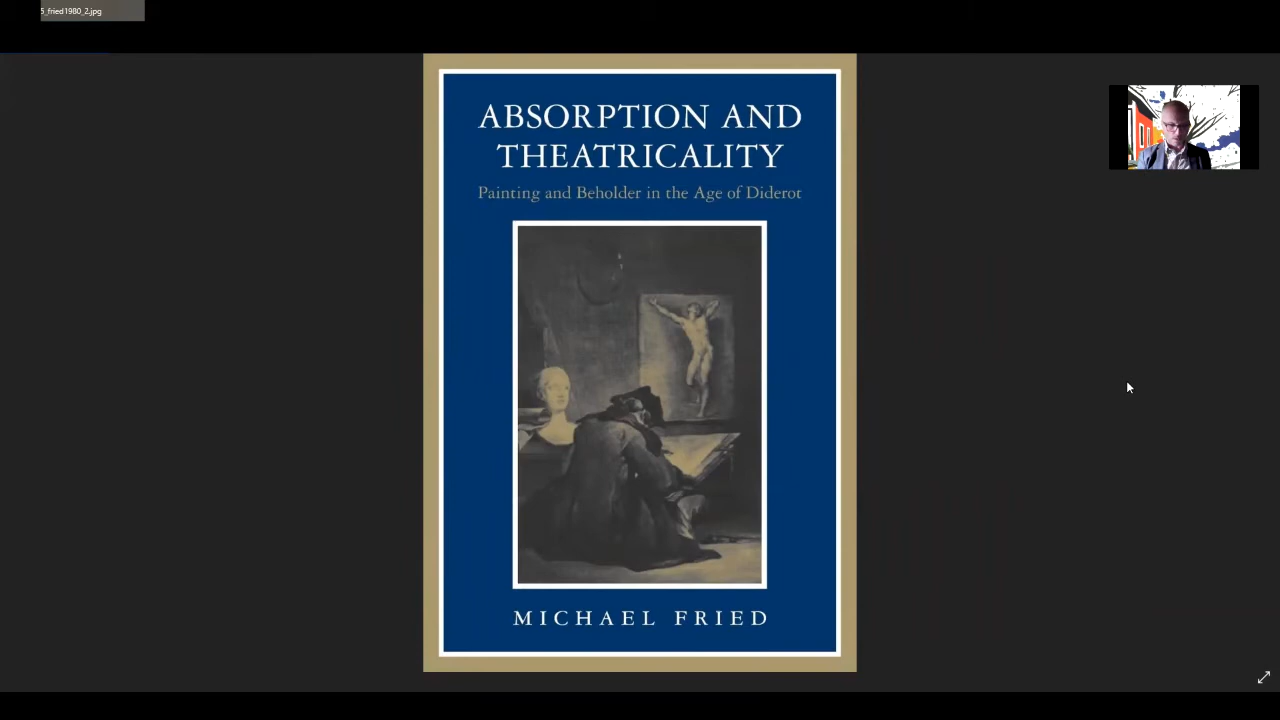 5_fried1980_2.jpg
ABSORPTION AND
THEATRICALITY
Painting and Beholder in the Age of Diderot
MICHAEL FRIED